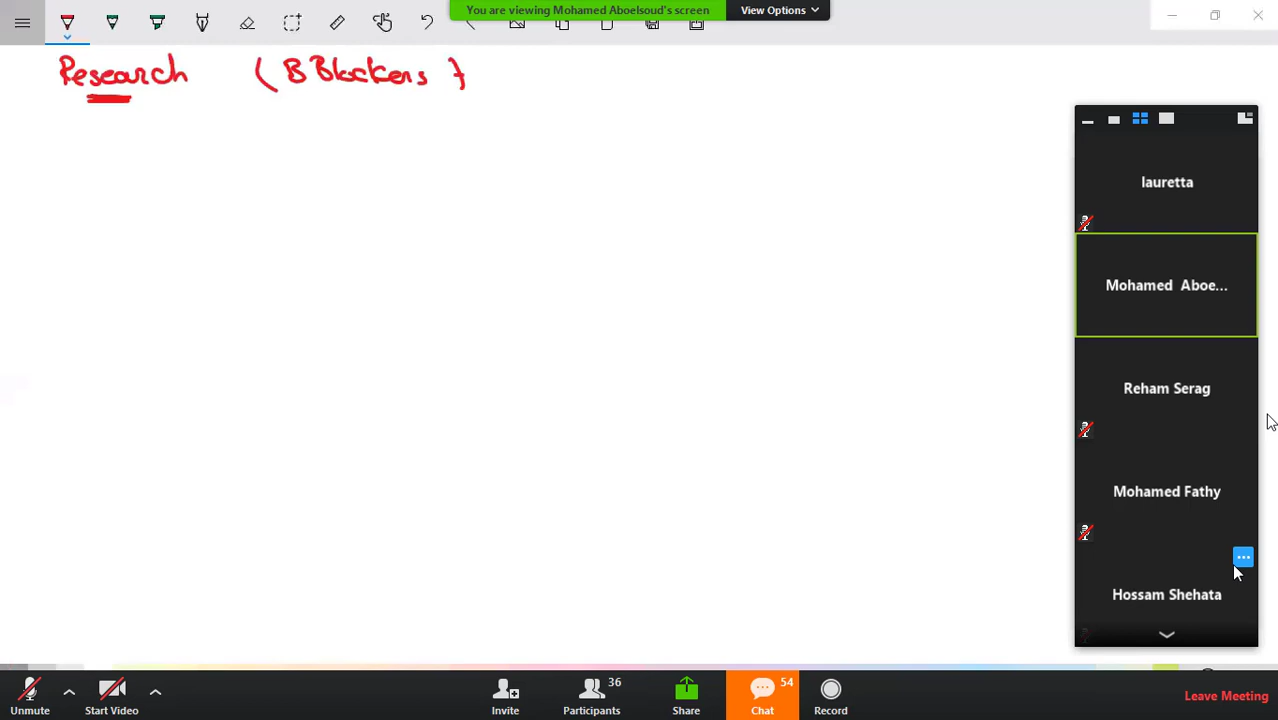 You are viewing Mohamed Aboelsoud's screen
View Options
Research ( B Blockers )
lauretta
Mohamed Aboe...
Reham Serag
Mohamed Fathy
Hossam Shehata
Unmute
Start Video
Invite
36
Participants
Share
54
Chat
Record
Leave Meeting